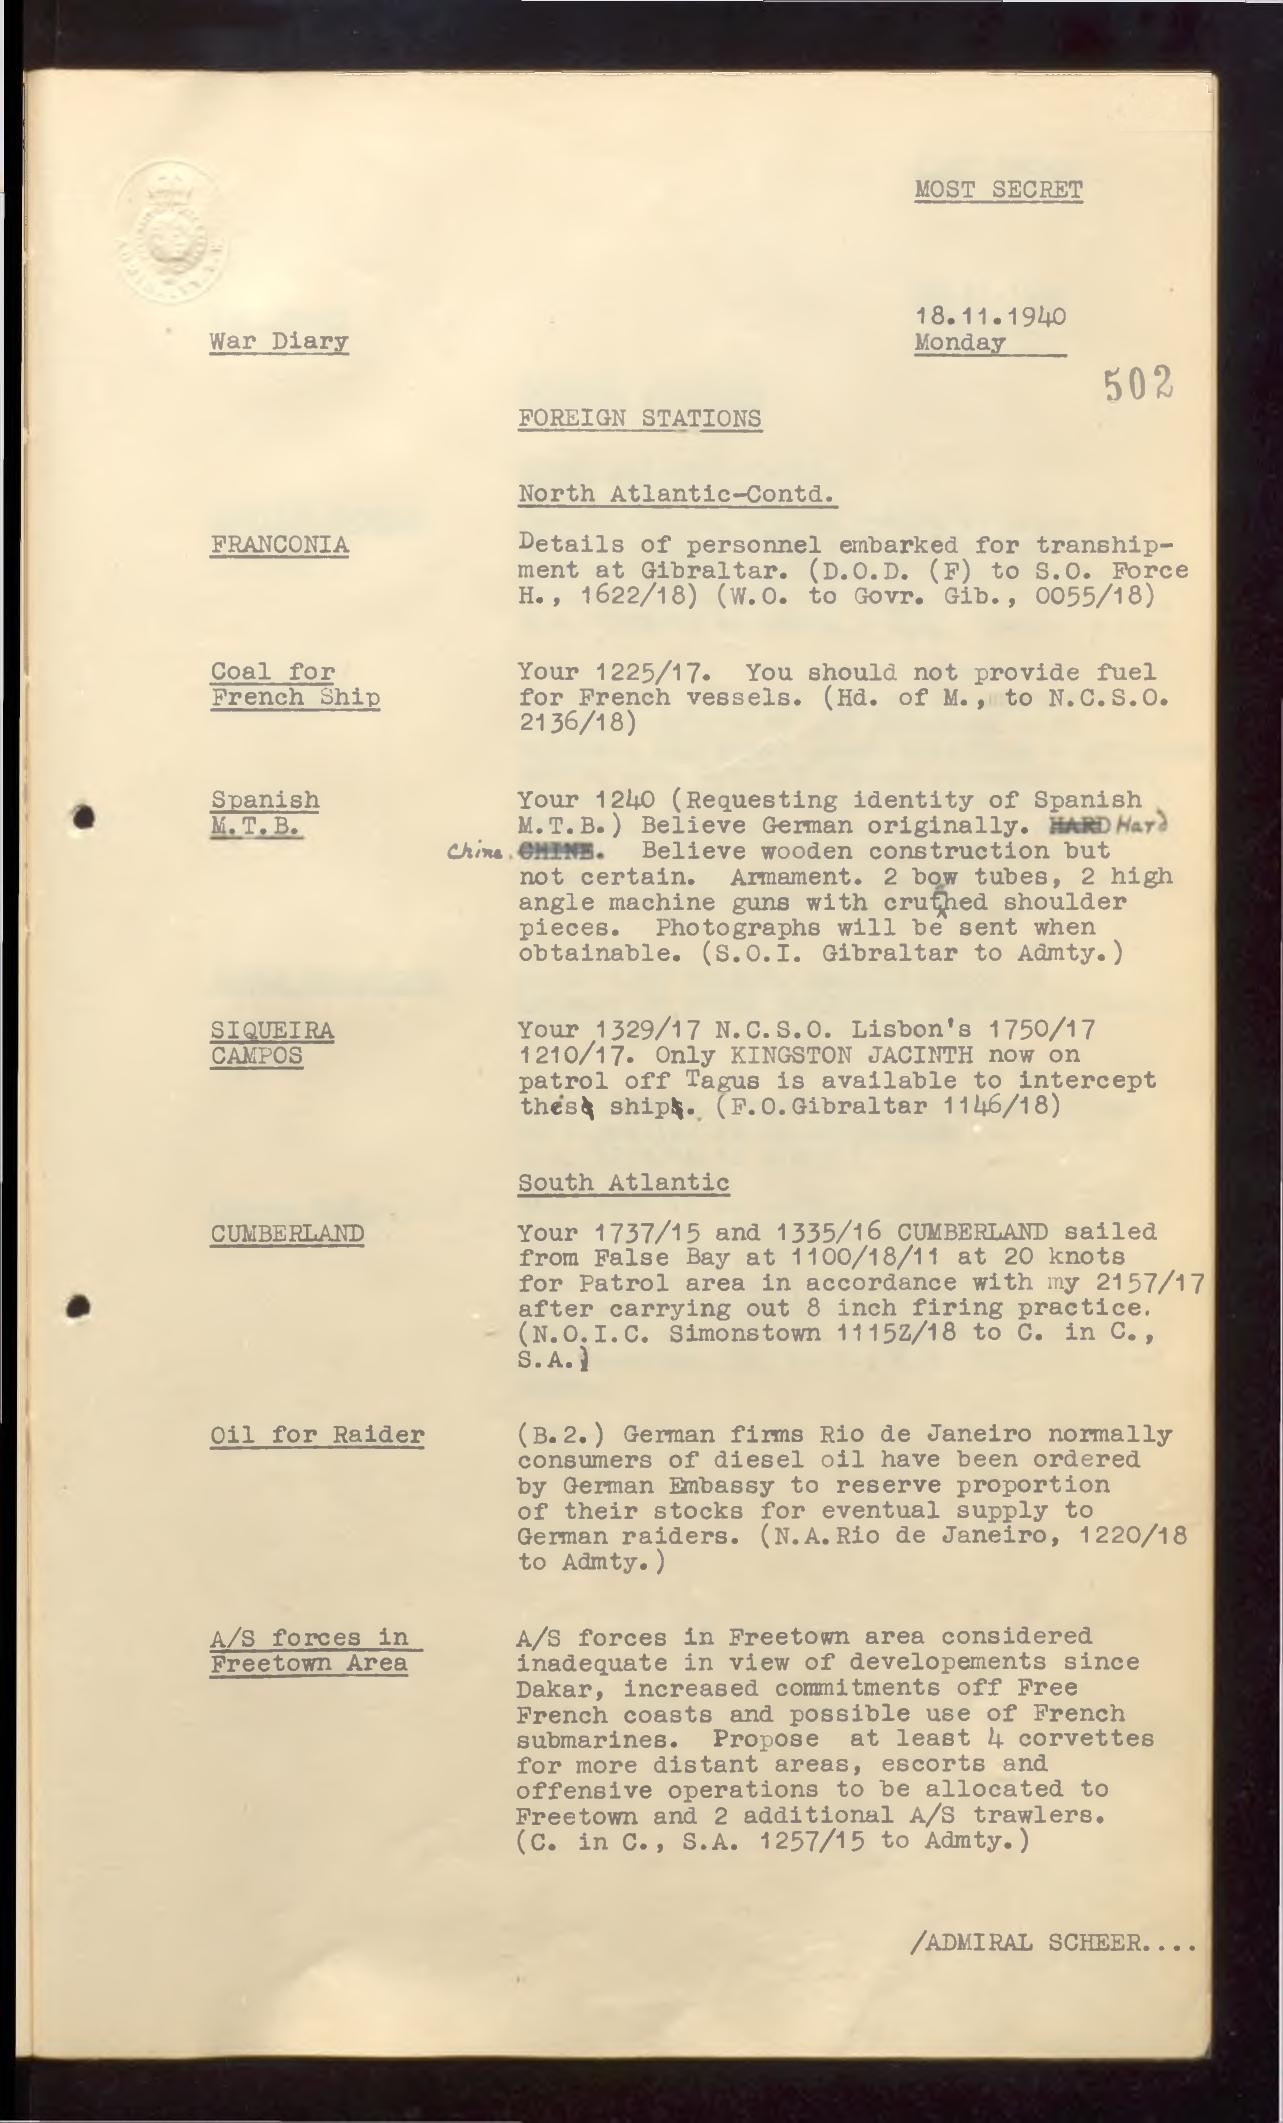 MOST SECRET
18.11.1940
War Diary
Monday
502
FOREIGN STATIONS
North Atlantic-Contd.
FRANCONIA
Details of personnel embarked for tranship-
ment at Gibraltar. (D.O.D. (F) to S.O. Force
H., 1622/18) (W.O. to Govr. Gib., 0055/18)
Coal for
French Ship
Your 1225/17. You should not provide fuel
for French vessels. (Hd. of M., to N.C.S.O.
2136/18)
Spanish
M.T.B.
Your 1240 (Requesting identity of Spanish
M.T.B.) Believe German originally. HARD Hard
Chine. CHINE. Believe wooden construction but
not certain. Armament. 2 bow tubes, 2 high
angle machine guns with crutched shoulder
pieces. Photographs will be sent when
obtainable. (S.O.I. Gibraltar to Admty.)
SIQUEIRA
CAMPOS
Your 1329/17 N.C.S.O. Lisbon's 1750/17
1210/17. Only KINGSTON JACINTH now on
patrol off Tagus is available to intercept
ship. (F.O.Gibraltar 1146/18)
South Atlantic
CUMBERLAND
Your 1737/15 and 1335/16 CUMBERLAND sailed
from False Bay at 1100/18/11 at 20 knots
for Patrol area in accordance with my 2157/17
after carrying out 8 inch firing practice.
(N.O.I.C. Simonstown 1115Z/18 to C. in C.,
S.A.)
Oil for Raider
(B.2.) German firms Rio de Janeiro normally
consumers of diesel oil have been ordered
by German Embassy to reserve proportion
of their stocks for eventual supply to
German raiders. (N.A.Rio de Janeiro, 1220/18
to Admty.)
A/S forces in
Freetown Area
A/S forces in Freetown area considered
inadequate in view of developements since
Dakar, increased commitments off Free
French coasts and possible use of French
submarines. Propose at least 4 corvettes
for more distant areas, escorts and
offensive operations to be allocated to
Freetown and 2 additional A/S trawlers.
(C. in C., S.A. 1257/15 to Admty.)
/ADMIRAL SCHEER....